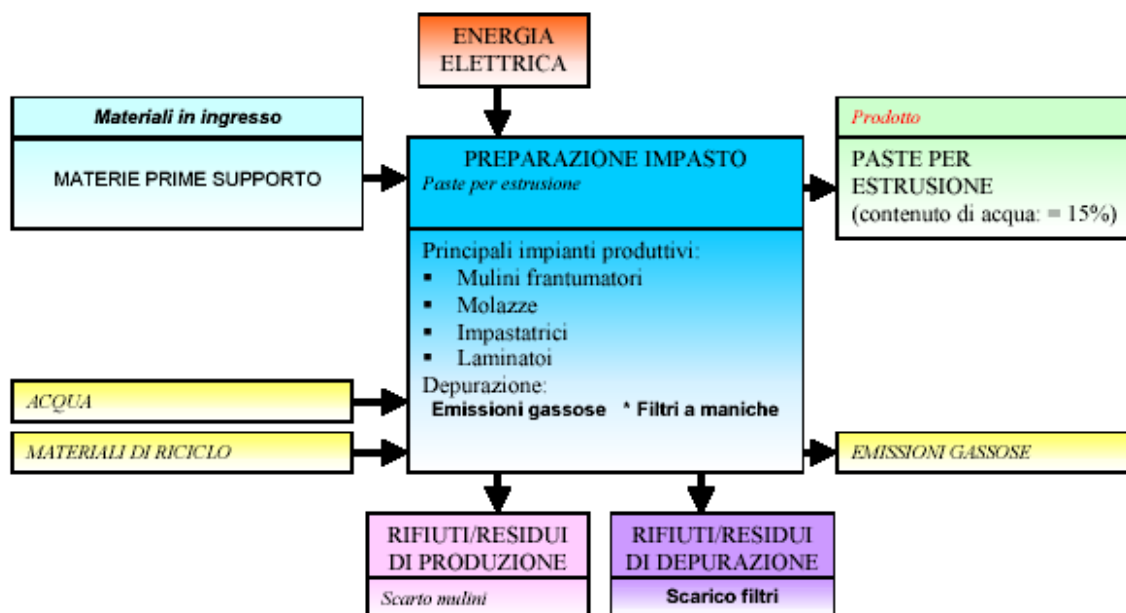 ENERGIA
ELETTRICA
Materiali in ingresso
MATERIE PRIME SUPPORTO
PREPARAZIONE IMPASTO
Paste per estrusione
Prodotto
PASTE PER
ESTRUSIONE
(contenuto di acqua: = 15%)
Principali impianti produttivi:
▪ Mulini frantumatori
▪ Molazze
▪ Impastatrici
▪ Laminatoi
Depurazione:
Emissioni gassose * Filtri a maniche
ACQUA
MATERIALI DI RICICLO
EMISSIONI GASSOSE
RIFIUTI/RESIDUI
DI PRODUZIONE
Scarto mulini
RIFIUTI/RESIDUI
DI DEPURAZIONE
Scarico filtri